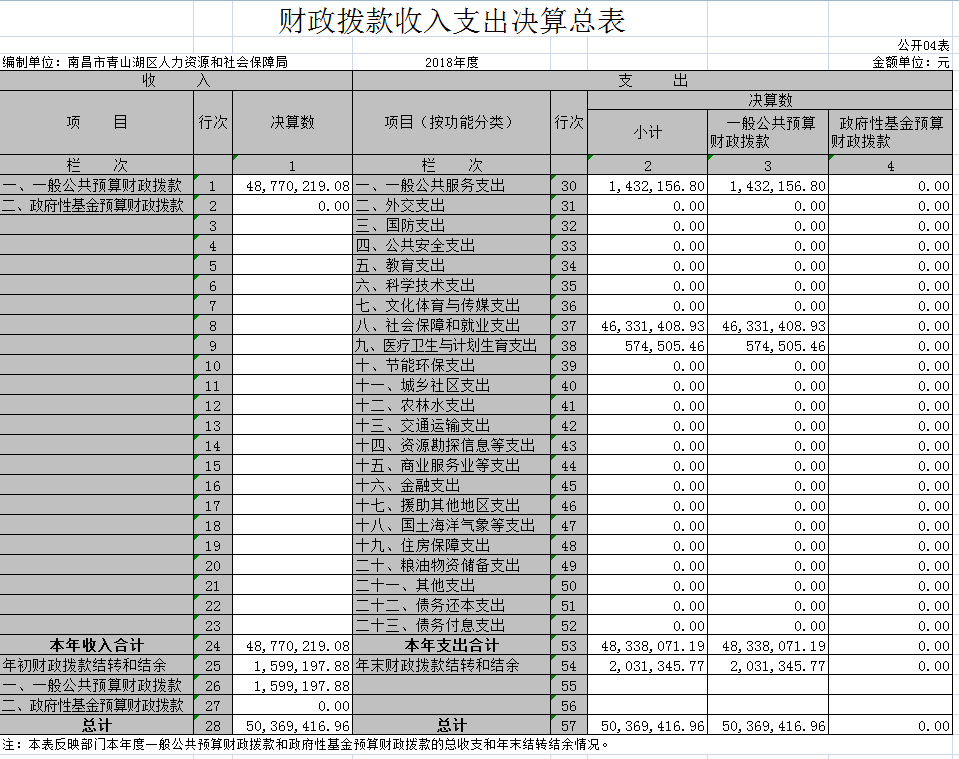 财政拨款收入支出决算总表
公开04表
编制单位：南昌市青山湖区人力资源和社会保障局 2018年度 金额单位：元
收 入 支 出
项 目 行次 决算数 项目（按功能分类） 行次 决算数
小计 一般公共预算财政拨款 政府性基金预算财政拨款
栏 次 1 栏 次 2 3 4
一、一般公共预算财政拨款 1 48,770,219.08 一、一般公共服务支出 30 1,432,156.80 1,432,156.80 0.00
二、政府性基金预算财政拨款 2 0.00 二、外交支出 31 0.00 0.00 0.00
3 三、国防支出 32 0.00 0.00 0.00
4 四、公共安全支出 33 0.00 0.00 0.00
5 五、教育支出 34 0.00 0.00 0.00
6 六、科学技术支出 35 0.00 0.00 0.00
7 七、文化体育与传媒支出 36 0.00 0.00 0.00
8 八、社会保障和就业支出 37 46,331,408.93 46,331,408.93 0.00
9 九、医疗卫生与计划生育支出 38 574,505.46 574,505.46 0.00
10 十、节能环保支出 39 0.00 0.00 0.00
11 十一、城乡社区支出 40 0.00 0.00 0.00
12 十二、农林水支出 41 0.00 0.00 0.00
13 十三、交通运输支出 42 0.00 0.00 0.00
14 十四、资源勘探信息等支出 43 0.00 0.00 0.00
15 十五、商业服务业等支出 44 0.00 0.00 0.00
16 十六、金融支出 45 0.00 0.00 0.00
17 十七、援助其他地区支出 46 0.00 0.00 0.00
18 十八、国土海洋气象等支出 47 0.00 0.00 0.00
19 十九、住房保障支出 48 0.00 0.00 0.00
20 二十、粮油物资储备支出 49 0.00 0.00 0.00
21 二十一、其他支出 50 0.00 0.00 0.00
22 二十二、债务还本支出 51 0.00 0.00 0.00
23 二十三、债务付息支出 52 0.00 0.00 0.00
本年收入合计 24 48,770,219.08 本年支出合计 53 48,338,071.19 48,338,071.19 0.00
年初财政拨款结转和结余 25 1,599,197.88 年末财政拨款结转和结余 54 2,031,345.77 2,031,345.77 0.00
一、一般公共预算财政拨款 26 1,599,197.88 55
二、政府性基金预算财政拨款 27 0.00 56
总计 28 50,369,416.96 总计 57 50,369,416.96 50,369,416.96 0.00
注：本表反映部门本年度一般公共预算财政拨款和政府性基金预算财政拨款的总收支和年末结转结余情况。